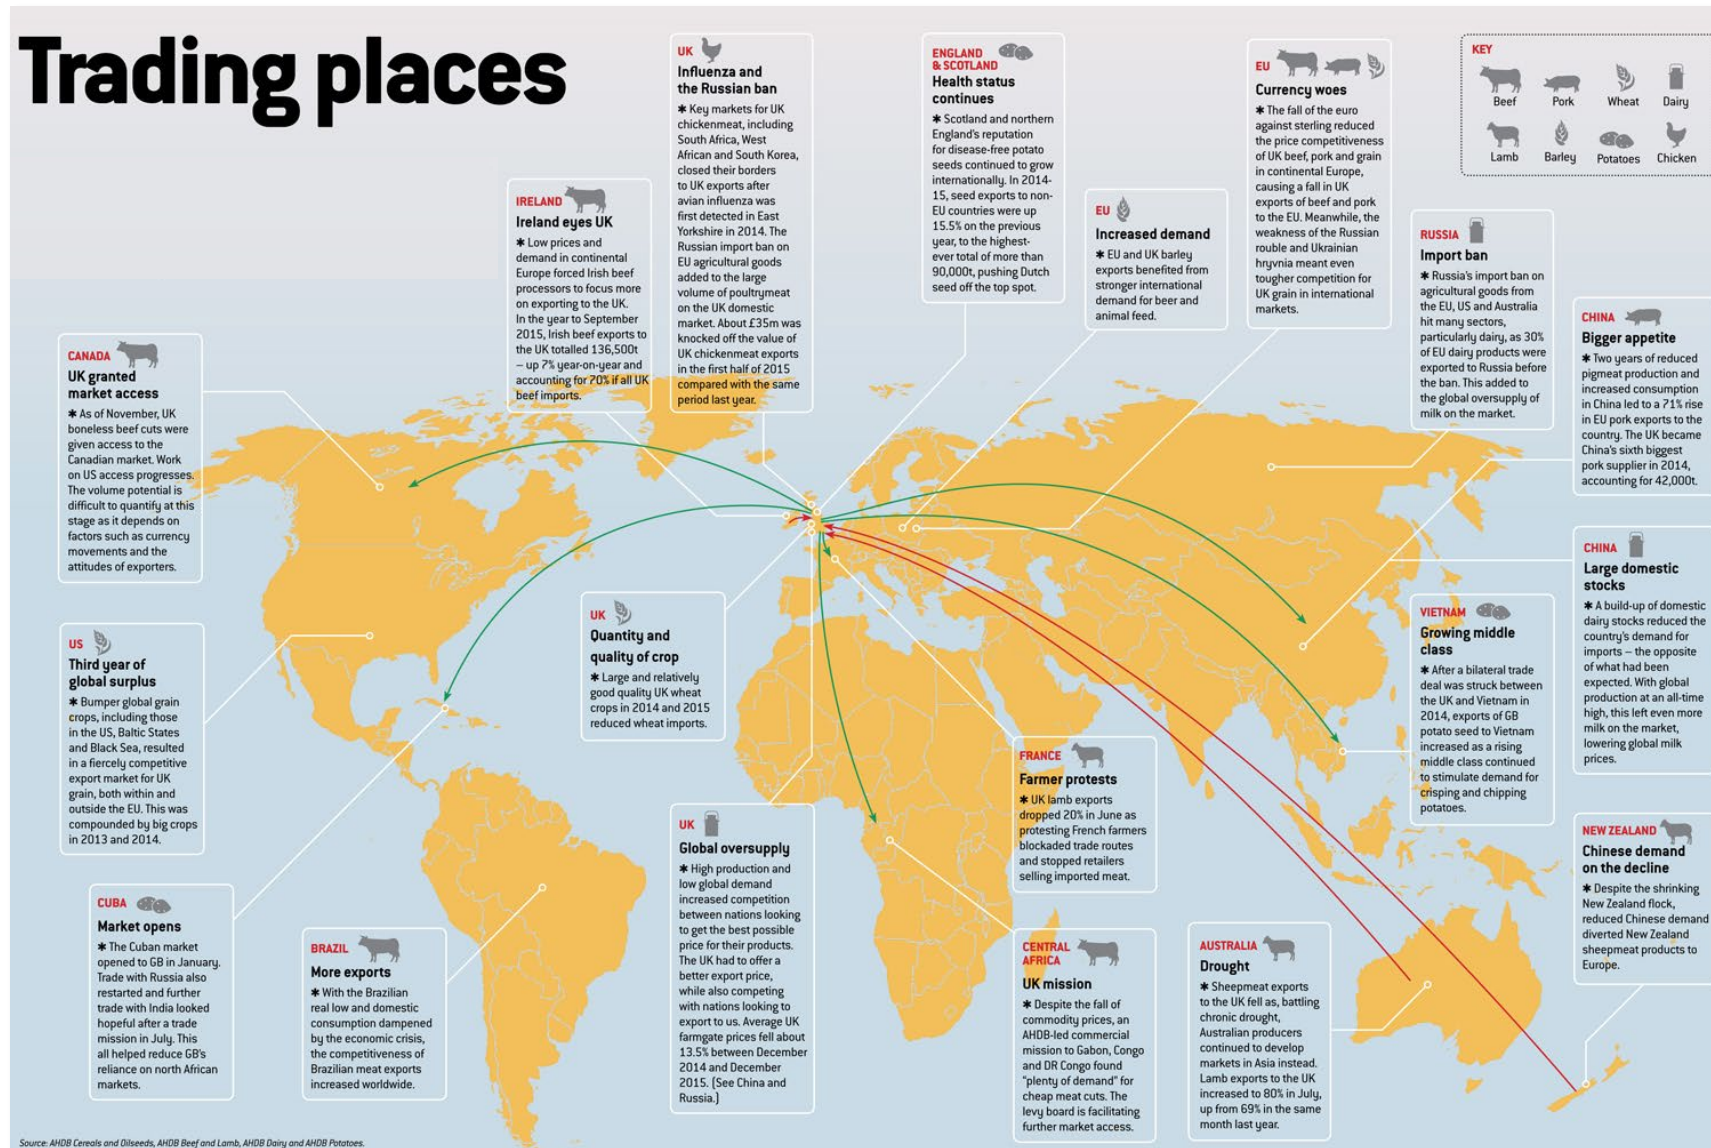 Trading places
UK
Influenza and
the Russian ban
✱ Key markets for UK
chickenmeat, including
South Africa, West
African and South Korea,
closed their borders
to UK exports after
avian influenza was
first detected in East
Yorkshire in 2014. The
Russian import ban on
EU agricultural goods
added to the large
volume of poultrymeat
on the UK domestic
market. About £35m was
knocked off the value of
UK chickenmeat exports
in the first half of 2015
compared with the same
period last year.
ENGLAND
& SCOTLAND
Health status
continues
✱ Scotland and northern
England's reputation
for disease-free potato
seeds continued to grow
internationally. In 2014-
15, seed exports to non-
EU countries were up
15.5% on the previous
year, to the highest-
ever total of more than
90,000t, pushing Dutch
seed off the top spot.
EU
Currency woes
✱ The fall of the euro
against sterling reduced
the price competitiveness
of UK beef, pork and grain
in continental Europe,
causing a fall in UK
exports of beef and pork
to the EU. Meanwhile, the
weakness of the Russian
rouble and Ukrainian
hryvnia meant even
tougher competition for
UK grain in international
markets.
KEY
Beef Pork Wheat Dairy
Lamb Barley Potatoes Chicken
IRELAND
Ireland eyes UK
✱ Low prices and
demand in continental
Europe forced Irish beef
processors to focus more
on exporting to the UK.
In the year to September
2015, Irish beef exports to
the UK totalled 136,500t
– up 7% year-on-year and
accounting for 20% if all UK
beef imports.
EU
Increased demand
✱ EU and UK barley
exports benefited from
stronger international
demand for beer and
animal feed.
RUSSIA
Import ban
✱ Russia's import ban on
agricultural goods from
the EU, US and Australia
hit many sectors,
particularly dairy, as 30%
of EU dairy products were
exported to Russia before
the ban. This added to
the global oversupply of
milk on the market.
CHINA
Bigger appetite
✱ Two years of reduced
pigmeat production and
increased consumption
in China led to a 71% rise
in EU pork exports to the
country. The UK became
China's sixth biggest
pork supplier in 2014,
accounting for 42,000t.
CANADA
UK granted
market access
✱ As of November, UK
boneless beef cuts were
given access to the
Canadian market. Work
on US access progresses.
The volume potential is
difficult to quantify at this
stage as it depends on
factors such as currency
movements and the
attitudes of exporters.
CHINA
Large domestic
stocks
✱ A build-up of domestic
dairy stocks reduced the
country's demand for
imports – the opposite
of what had been
expected. With global
production at an all-time
high, this left even more
milk on the market,
lowering global milk
prices.
US
Third year of
global surplus
✱ Bumper global grain
crops, including those
in the US, Baltic States
and Black Sea, resulted
in a fiercely competitive
export market for UK
grain, both within and
outside the EU. This was
compounded by big crops
in 2013 and 2014.
UK
Quantity and
quality of crop
✱ Large and relatively
good quality UK wheat
crops in 2014 and 2015
reduced wheat imports.
VIETNAM
Growing middle
class
✱ After a bilateral trade
deal was struck between
the UK and Vietnam in
2014, exports of GB
potato seed to Vietnam
increased as a rising
middle class continued
to stimulate demand for
crisping and chipping
potatoes.
FRANCE
Farmer protests
✱ UK lamb exports
dropped 20% in June as
protesting French farmers
blockaded trade routes
and stopped retailers
selling imported meat.
UK
Global oversupply
✱ High production and
low global demand
increased competition
between nations looking
to get the best possible
price for their products.
The UK had to offer a
better export price,
while also competing
with nations looking to
export to us. Average UK
farmgate prices fell about
13.5% between December
2014 and December
2015. [See China and
Russia.]
NEW ZEALAND
Chinese demand
on the decline
✱ Despite the shrinking
New Zealand flock,
reduced Chinese demand
diverted New Zealand
sheepmeat products to
Europe.
CUBA
Market opens
✱ The Cuban market
opened to GB in January.
Trade with Russia also
restarted and further
trade with India looked
hopeful after a trade
mission in July. This
all helped reduce GB's
reliance on north African
markets.
BRAZIL
More exports
✱ With the Brazilian
real low and domestic
consumption dampened
by the economic crisis,
the competitiveness of
Brazilian meat exports
increased worldwide.
CENTRAL
AFRICA
UK mission
✱ Despite the fall of
commodity prices, an
AHDB-led commercial
mission to Gabon, Congo
and DR Congo found
"plenty of demand" for
cheap meat cuts. The
levy board is facilitating
further market access.
AUSTRALIA
Drought
✱ Sheepmeat exports
to the UK fell as, battling
chronic drought,
Australian producers
continued to develop
markets in Asia instead.
Lamb exports to the UK
increased to 80% in July,
up from 69% in the same
month last year.
Source: AHDB Cereals and Oilseeds, AHDB Beef and Lamb, AHDB Dairy and AHDB Potatoes.